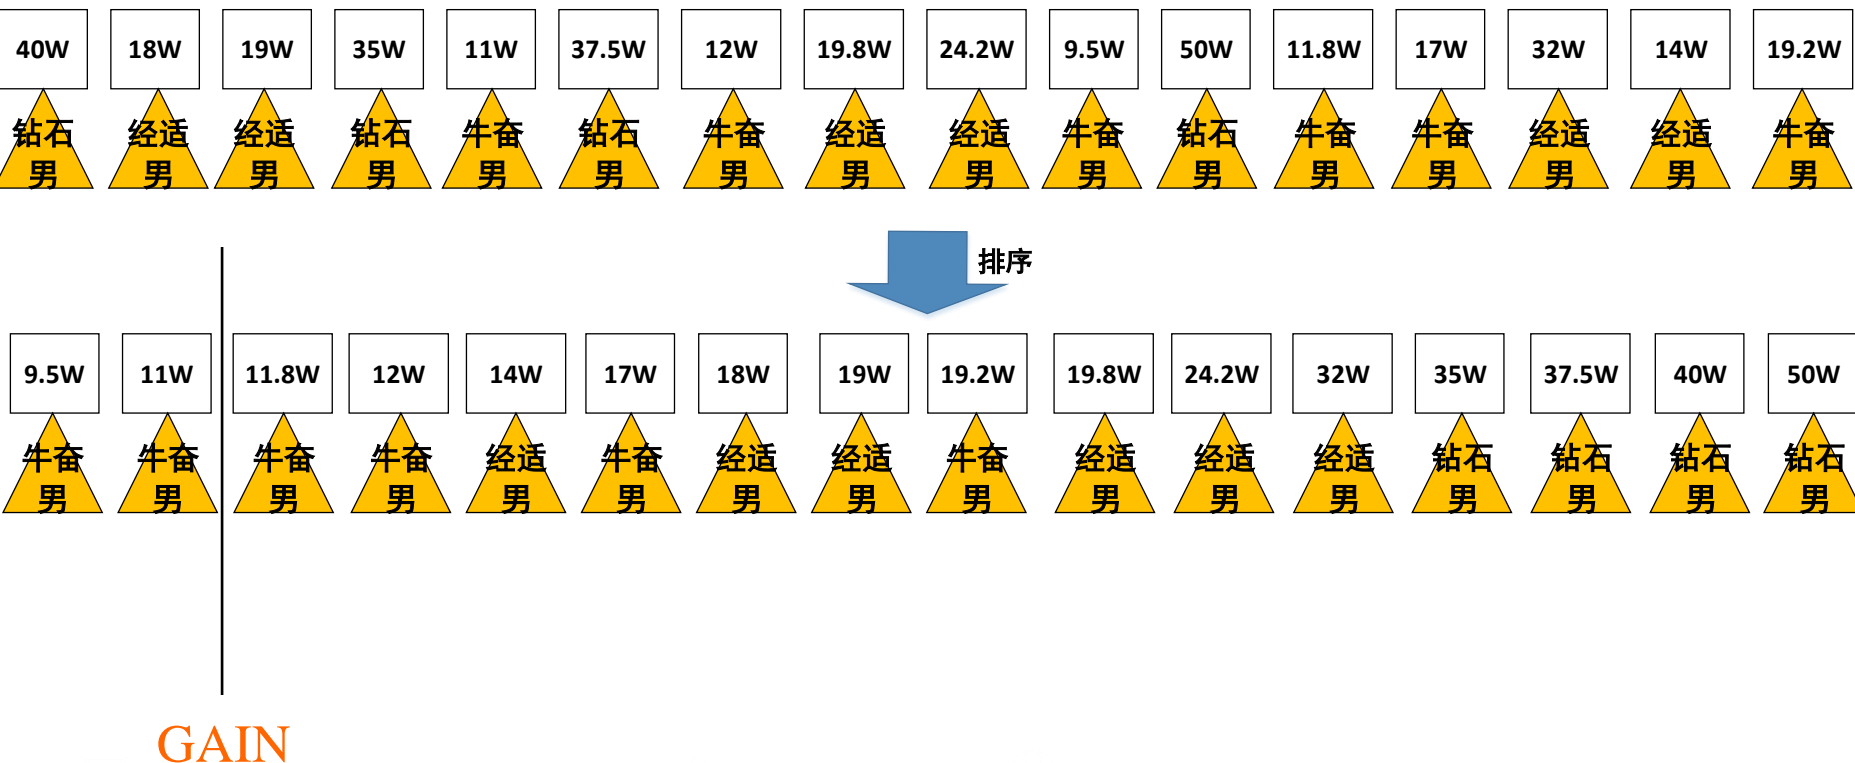 40W 18W 19W 35W 11W 37.5W 12W 19.8W 24.2W 9.5W 50W 11.8W 17W 32W 14W 19.2W
钻石 经适 经适 钻石 牛奋 钻石 牛奋 经适 经适 牛奋 钻石 牛奋 牛奋 经适 经适 牛奋
男 男 男 男 男 男 男 男 男 男 男 男 男 男 男 男
排序
9.5W 11W 11.8W 12W 14W 17W 18W 19W 19.2W 19.8W 24.2W 32W 35W 37.5W 40W 50W
牛奋 牛奋 牛奋 牛奋 经适 牛奋 经适 经适 牛奋 经适 经适 经适 钻石 钻石 钻石 钻石
男 男 男 男 男 男 男 男 男 男 男 男 男 男 男 男
GAIN